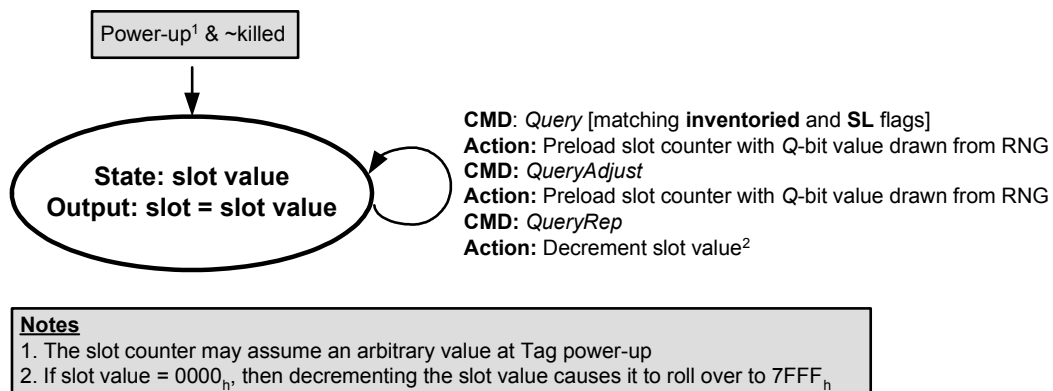 Power-up¹ & ~killed
State: slot value
Output: slot = slot value
CMD: Query [matching inventoried and SL flags]
Action: Preload slot counter with Q-bit value drawn from RNG
CMD: QueryAdjust
Action: Preload slot counter with Q-bit value drawn from RNG
CMD: QueryRep
Action: Decrement slot value²
Notes
1. The slot counter may assume an arbitrary value at Tag power-up
2. If slot value = 0000ₕ, then decrementing the slot value causes it to roll over to 7FFFₕ